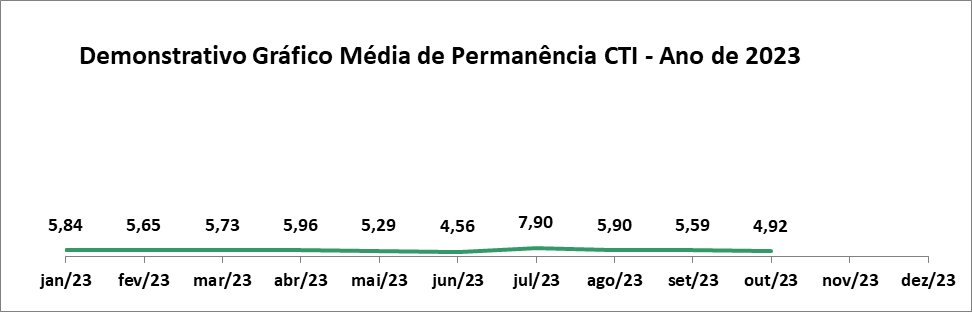 Demonstrativo Gráfico Média de Permanência CTI - Ano de 2023
5,84 5,65 5,73 5,96 5,29 4,56 7,90 5,90 5,59 4,92
jan/23 fev/23 mar/23 abr/23 mai/23 jun/23 jul/23 ago/23 set/23 out/23 nov/23 dez/23